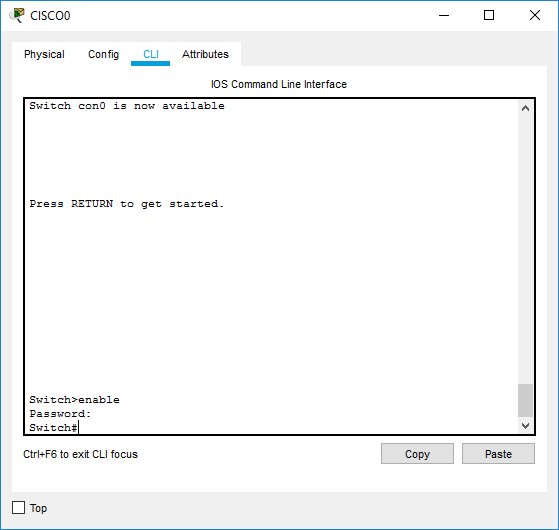 CISCO0
Physical Config CLI Attributes
IOS Command Line Interface
Switch con0 is now available
Press RETURN to get started.
Switch>enable
Password:
Switch#
Ctrl+F6 to exit CLI focus
Copy Paste
Top